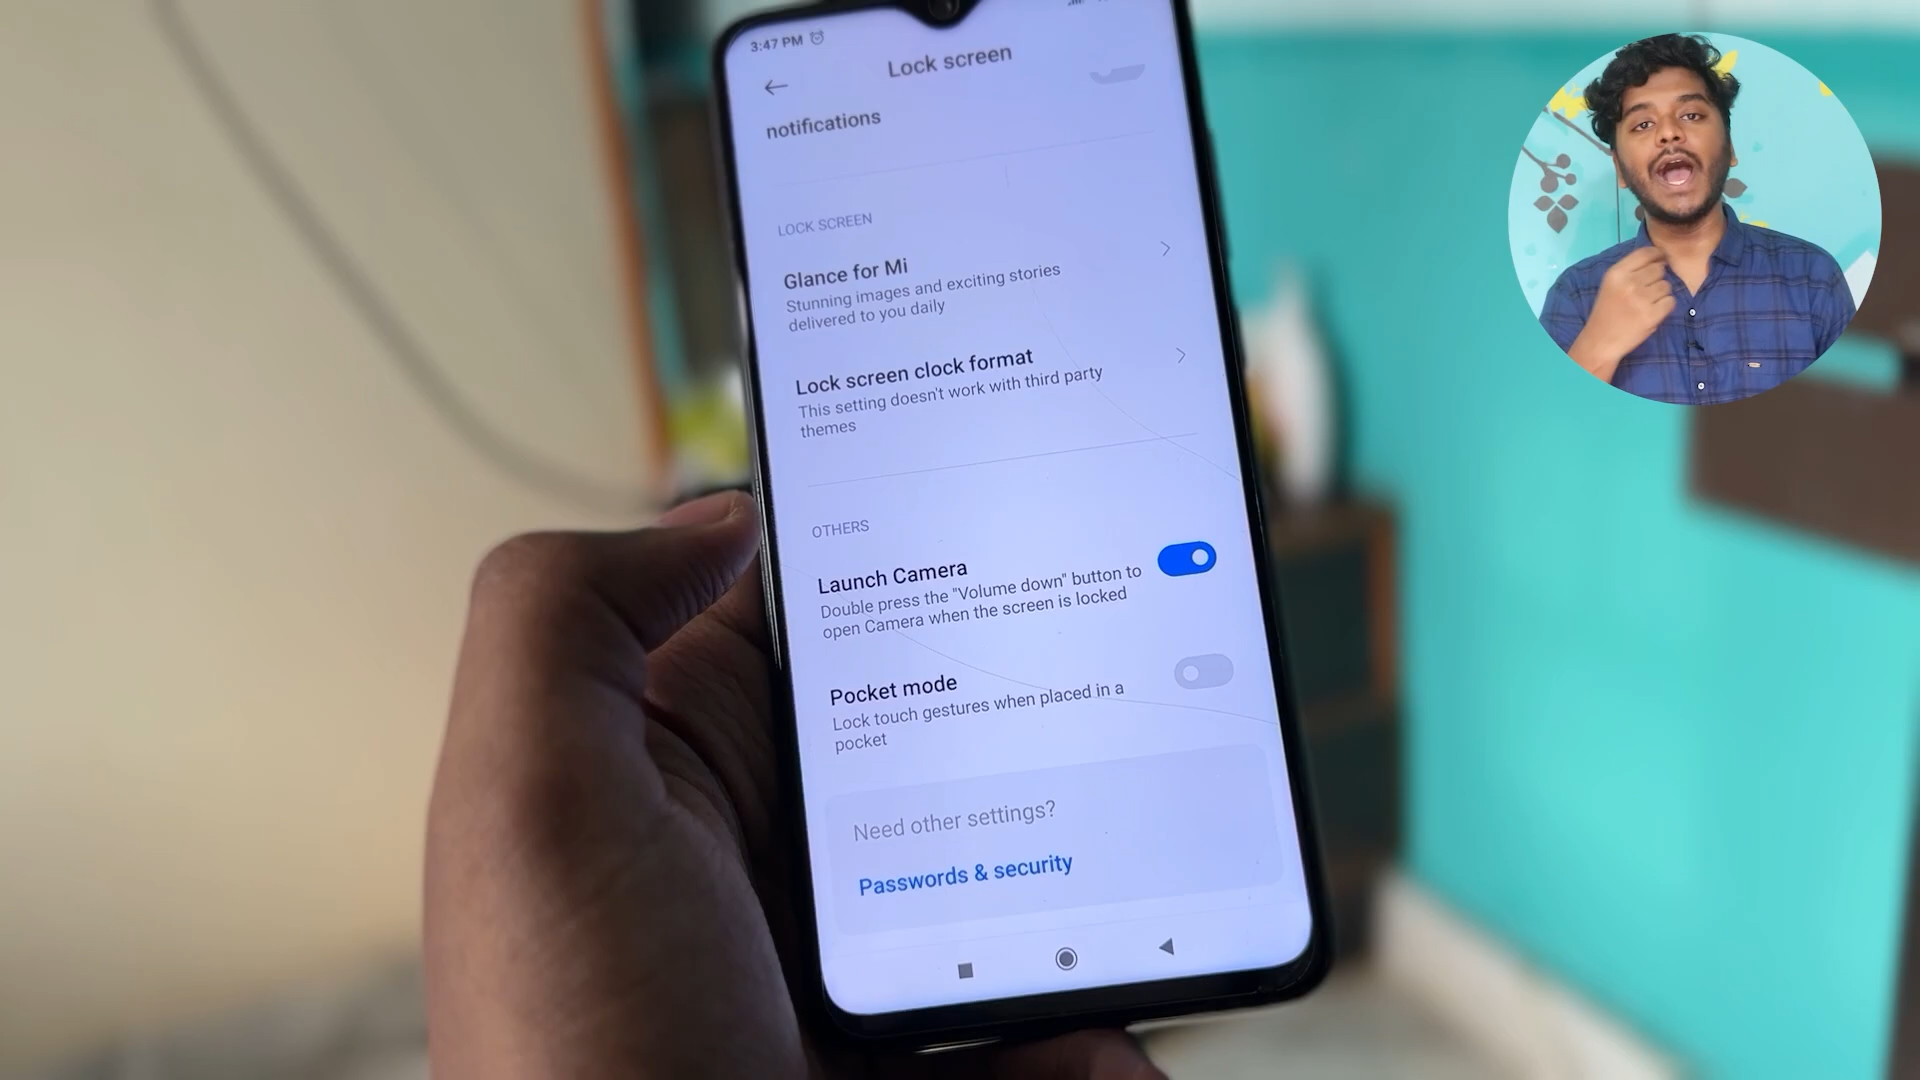 3:47 PM
Lock screen
notifications
LOCK SCREEN
Glance for Mi
Stunning images and exciting stories
delivered to you daily
Lock screen clock format
This setting doesn't work with third party
themes
OTHERS
Launch Camera
Double press the "Volume down" button to
open Camera when the screen is locked
Pocket mode
Lock touch gestures when placed in a
pocket
Need other settings?
Passwords & security